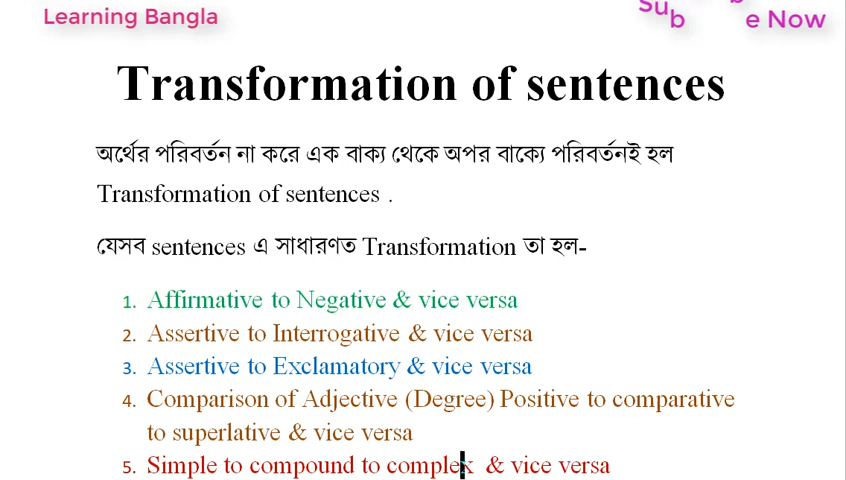 Learning Bangla
Sub
e Now
Transformation of sentences
অর্থের পরিবর্তন না করে এক বাক্য থেকে অপর বাক্যে পরিবর্তনই হল
Transformation of sentences .
যেসব sentences এ সাধারণত Transformation তা হল-
1. Affirmative to Negative & vice versa
2. Assertive to Interrogative & vice versa
3. Assertive to Exclamatory & vice versa
4. Comparison of Adjective (Degree) Positive to comparative
to superlative & vice versa
5. Simple to compound to complex & vice versa